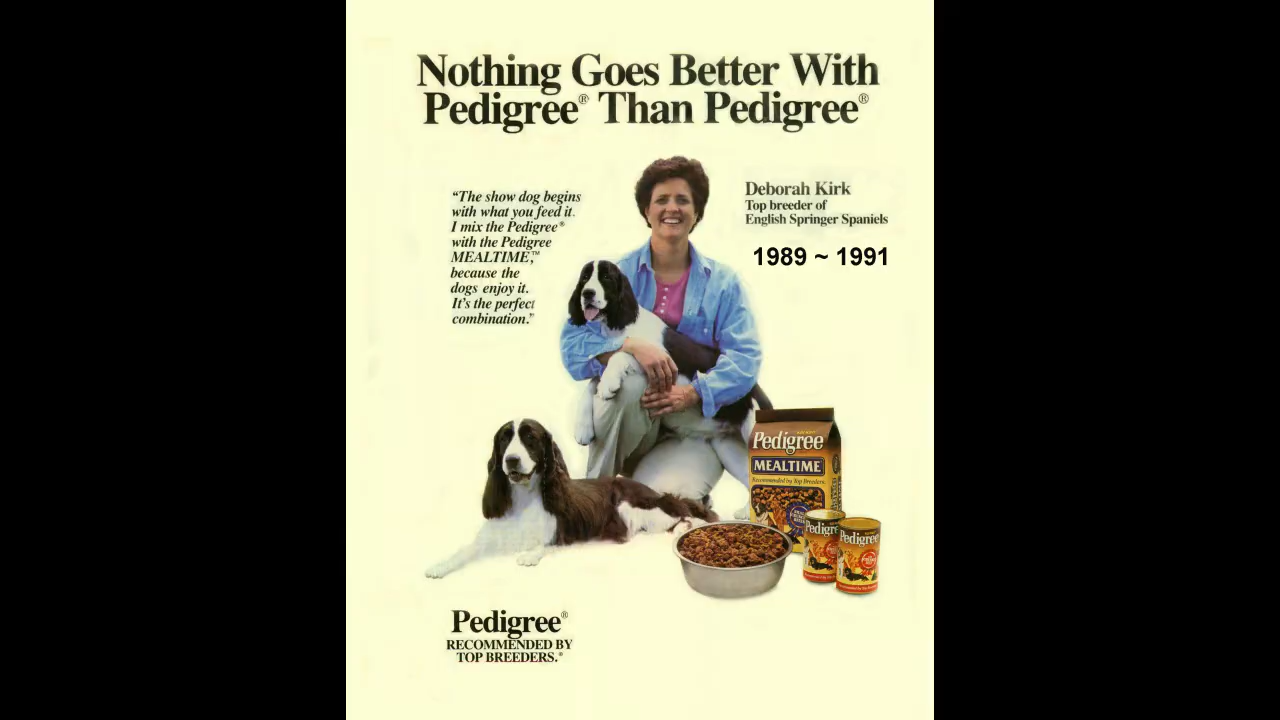 Nothing Goes Better With
Pedigree® Than Pedigree®
“The show dog begins
with what you feed it.
I mix the Pedigree®
with the Pedigree
MEALTIME,™
because the
dogs enjoy it.
It's the perfect
combination.”
Deborah Kirk
Top breeder of
English Springer Spaniels
1989 ~ 1991
Pedigree
MEALTIME
Recommended by Top Breeders
Pedigree
Pedigree
Pedigree®
RECOMMENDED BY
TOP BREEDERS.®